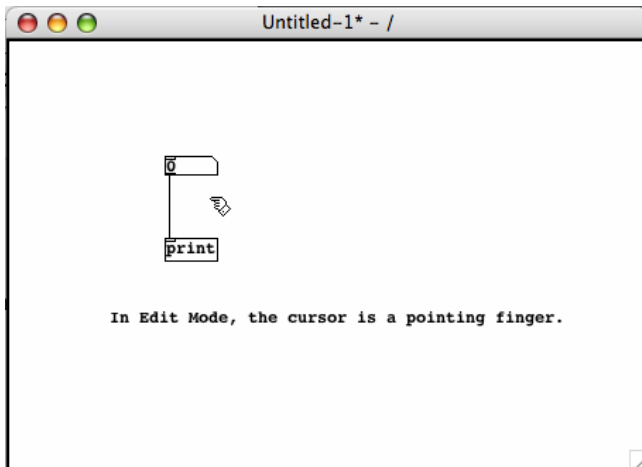 Untitled-1* - /
0
print
In Edit Mode, the cursor is a pointing finger.